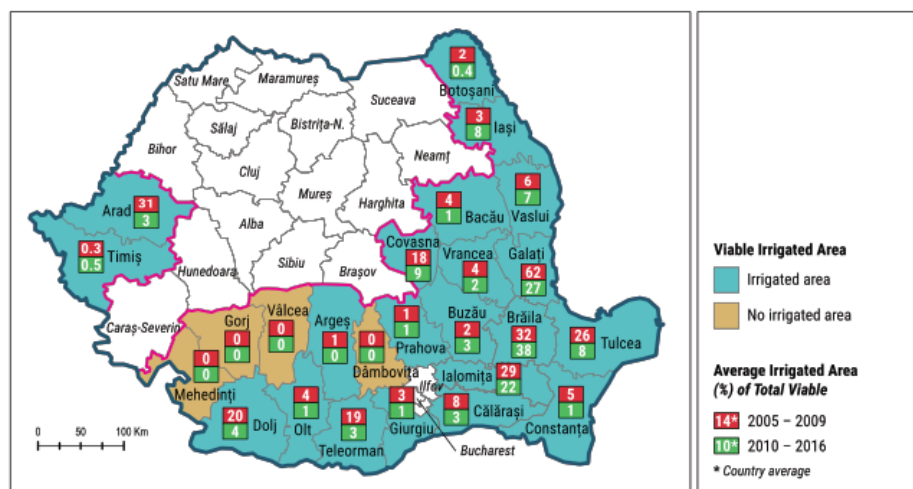 2
0.4
Botoșani
Satu Mare
Maramureș
Suceava
3
8
Iași
Sălaj
Bistrița-N.
Bihor
Neamț
Cluj
6
7
Vaslui
Mureș
4
1
Bacău
Harghita
Arad
31
3
Alba
Covasna
18
9
Vrancea
4
2
Galați
62
27
0.3
0.5
Timiș
Hunedoara
Sibiu
Brașov
Caraș-Severin
Gorj
0
0
Vâlcea
0
0
Argeș
1
0
0
0
Dâmbovița
1
1
Prahova
Buzău
2
3
Brăila
32
38
26
8
Tulcea
0
0
Mehedinți
Ilfov
Ialomița
29
22
20
4
Dolj
4
1
Olt
19
3
Teleorman
3
1
Giurgiu
8
3
Călărași
5
1
Constanța
Bucharest
0 50 100 Km
Viable Irrigated Area
Irrigated area
No irrigated area
Average Irrigated Area
(%) of Total Viable
14* 2005 – 2009
10* 2010 – 2016
* Country average